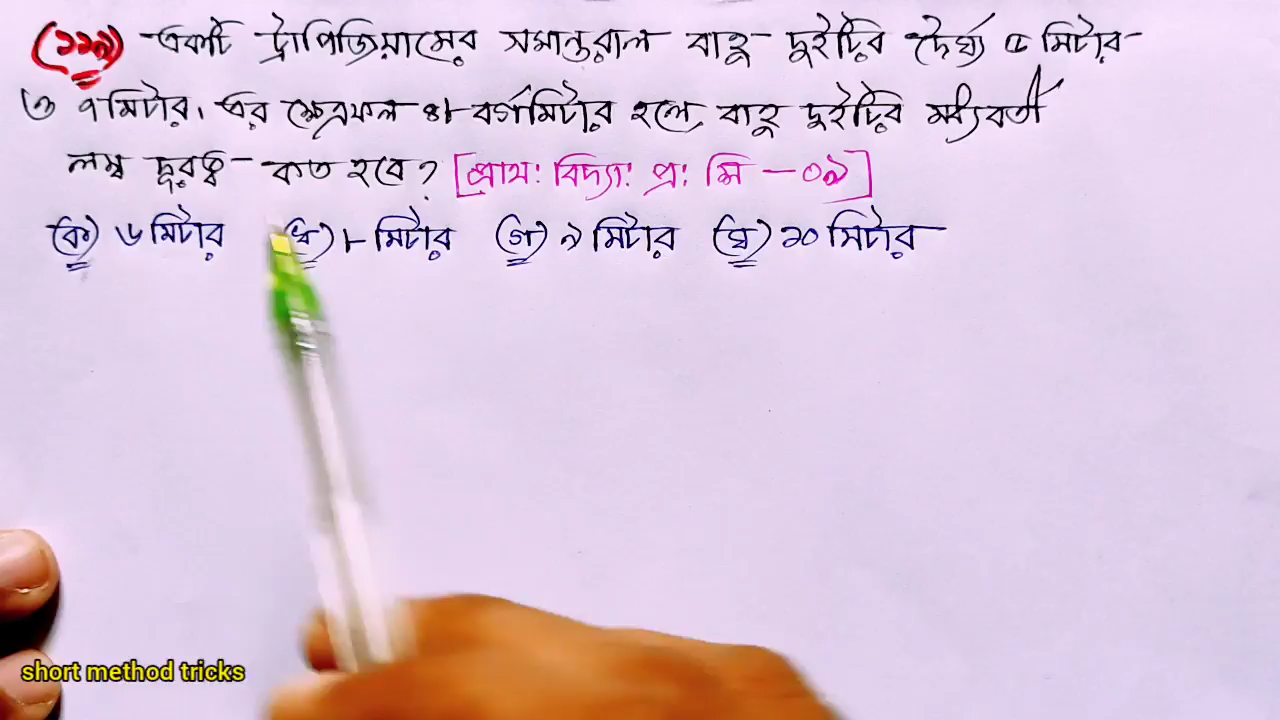 (১১৯) একটি ট্রাপিজিয়ামের সমান্তরাল বাহু দুইটির দৈর্ঘ্য ৫ মিটার
ও ৭ মিটার। এর ক্ষেত্রফল ৪৮ বর্গমিটার হলে, বাহু দুইটির মধ্যবর্তী
লম্ব দূরত্ব কত হবে? [প্রাথ: বিদ্যা: প্র: শি - ০৯]
(ক) ৬ মিটার (খ) ৮ মিটার (গ) ৯ মিটার (ঘ) ১০ মিটার
short method tricks